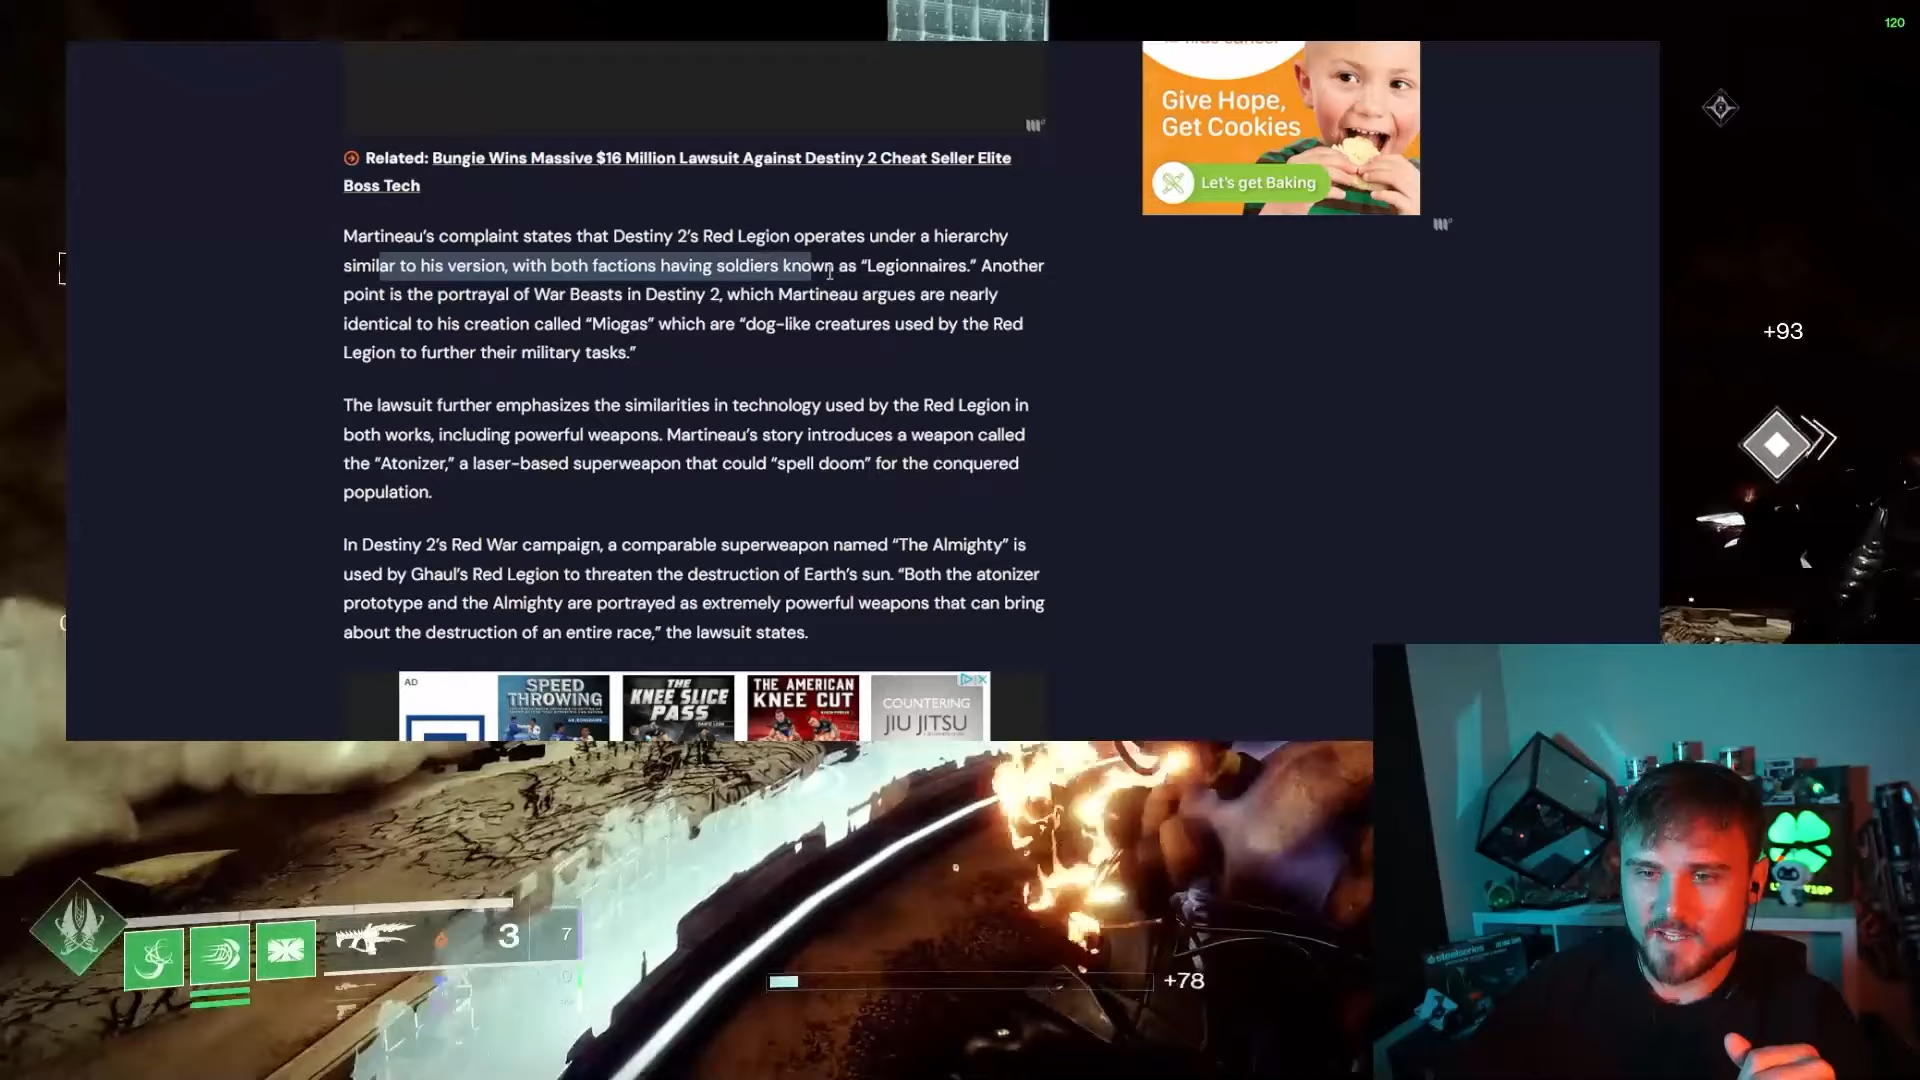 120
Give Hope,
Get Cookies
Let's get Baking
Related: Bungie Wins Massive $16 Million Lawsuit Against Destiny 2 Cheat Seller Elite
Boss Tech
Martineau's complaint states that Destiny 2's Red Legion operates under a hierarchy
similar to his version, with both factions having soldiers known as “Legionnaires.” Another
point is the portrayal of War Beasts in Destiny 2, which Martineau argues are nearly
identical to his creation called “Miogas” which are “dog-like creatures used by the Red
Legion to further their military tasks.”
+93
The lawsuit further emphasizes the similarities in technology used by the Red Legion in
both works, including powerful weapons. Martineau's story introduces a weapon called
the “Atonizer,” a laser-based superweapon that could “spell doom” for the conquered
population.
In Destiny 2's Red War campaign, a comparable superweapon named “The Almighty” is
used by Ghaul's Red Legion to threaten the destruction of Earth's sun. “Both the atonizer
prototype and the Almighty are portrayed as extremely powerful weapons that can bring
about the destruction of an entire race,” the lawsuit states.
AD
SPEED
THROWING
THE
KNEE SLICE
PASS
THE AMERICAN
KNEE CUT
COUNTERING
JIU JITSU
3
7
+78
steelseries